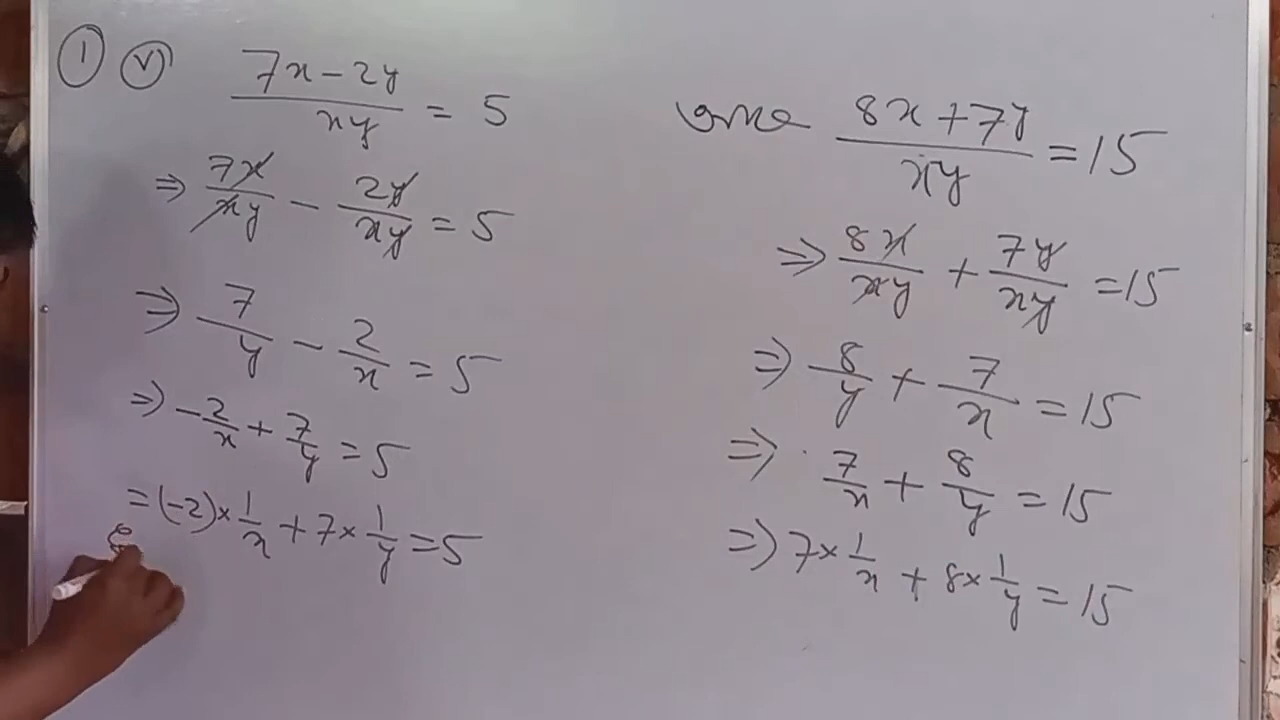 ① ⓥ (7x - 2y)/(xy) = 5
⇒ 7x/xy - 2y/xy = 5
⇒ 7/y - 2/x = 5
⇒ -2/x + 7/y = 5
= (-2) × 1/x + 7 × 1/y = 5
(8x + 7y)/(xy) = 15
⇒ 8x/xy + 7y/xy = 15
⇒ 8/y + 7/x = 15
⇒ 7/x + 8/y = 15
⇒ 7 × 1/x + 8 × 1/y = 15